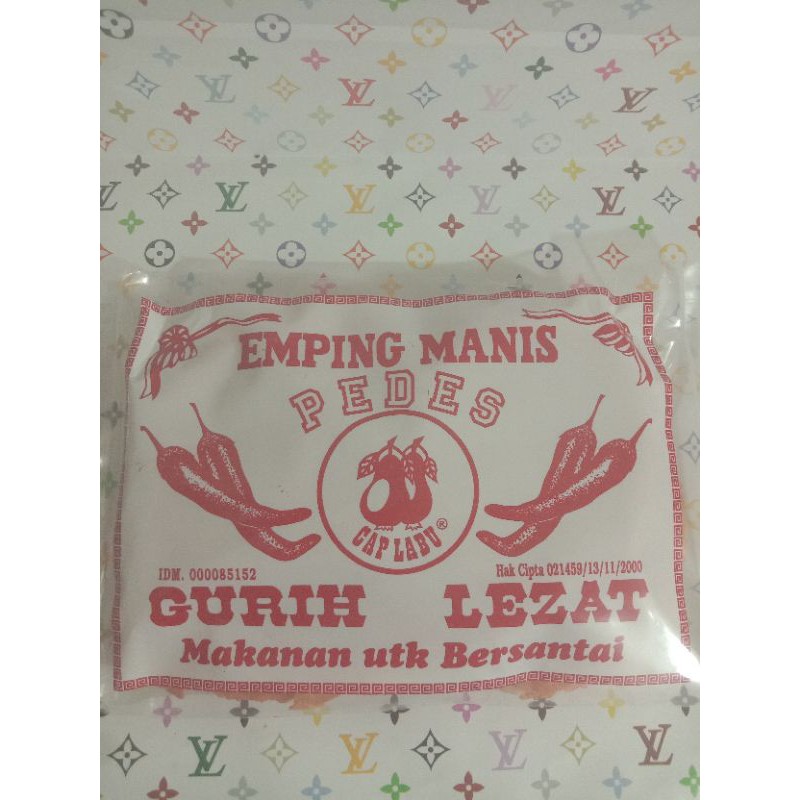 EMPING MANIS
PEDES
CAP LABU®
IDM. 000085152
Hak Cipta 021459/13/11/2000
GURIH LEZAT
Makanan utk Bersantai